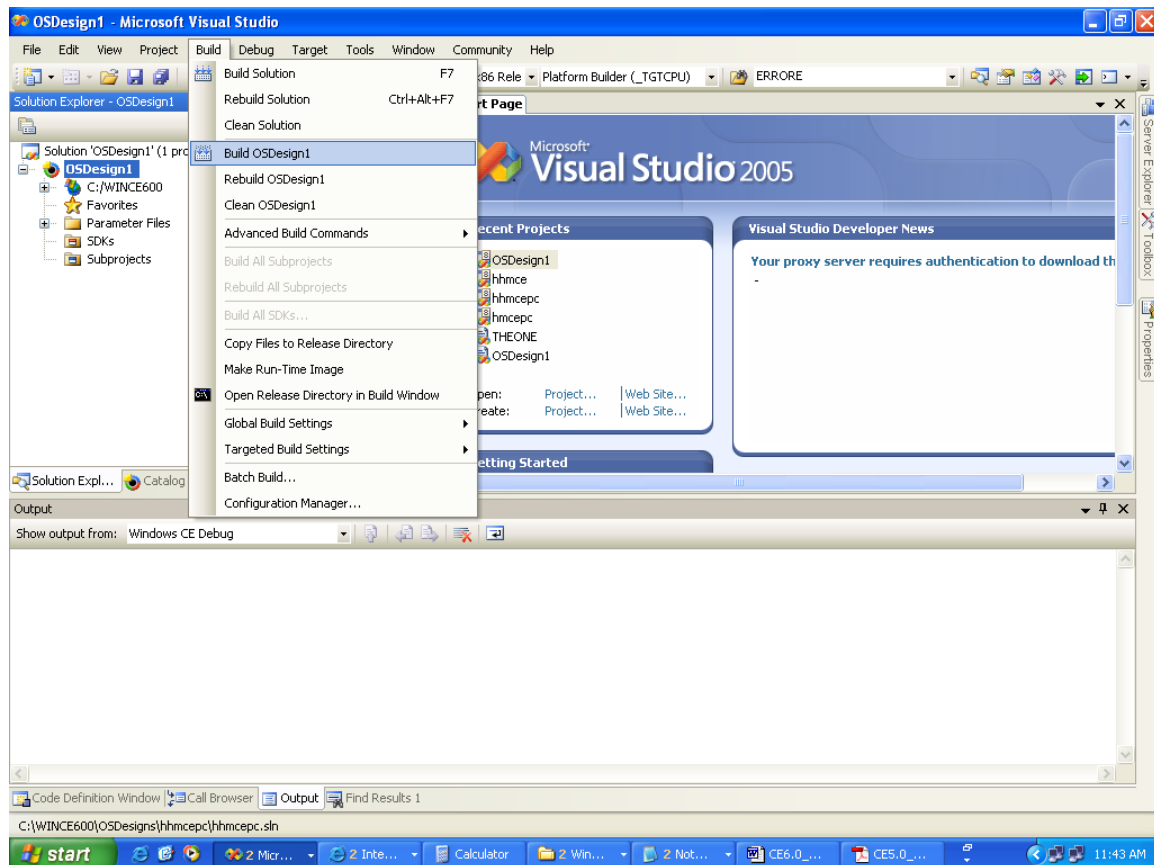 OSDesign1 - Microsoft Visual Studio
File Edit View Project Build Debug Target Tools Window Community Help
x86 Rele Platform Builder (_TGTCPU) ERRORE
Solution Explorer - OSDesign1
Solution 'OSDesign1' (1 pro
OSDesign1
C:/WINCE600
Favorites
Parameter Files
SDKs
Subprojects
Solution Expl... Catalog
Build Solution F7
Rebuild Solution Ctrl+Alt+F7
Clean Solution
Build OSDesign1
Rebuild OSDesign1
Clean OSDesign1
Advanced Build Commands
Build All Subprojects
Rebuild All Subprojects
Build All SDKs...
Copy Files to Release Directory
Make Run-Time Image
Open Release Directory in Build Window
Global Build Settings
Targeted Build Settings
Batch Build...
Configuration Manager...
rt Page
Microsoft
Visual Studio 2005
ecent Projects
OSDesign1
hhmce
hhmcepc
hmcepc
THEONE
OSDesign1
pen: Project... Web Site...
reate: Project... Web Site...
etting Started
Visual Studio Developer News
Your proxy server requires authentication to download th
-
Server Explorer
Toolbox
Properties
Output
Show output from: Windows CE Debug
Code Definition Window Call Browser Output Find Results 1
C:\WINCE600\OSDesigns\hhmcepc\hhmcepc.sln
start 2 Micr... 2 Inte... Calculator 2 Win... 2 Not... CE6.0_... CE5.0_... 11:43 AM